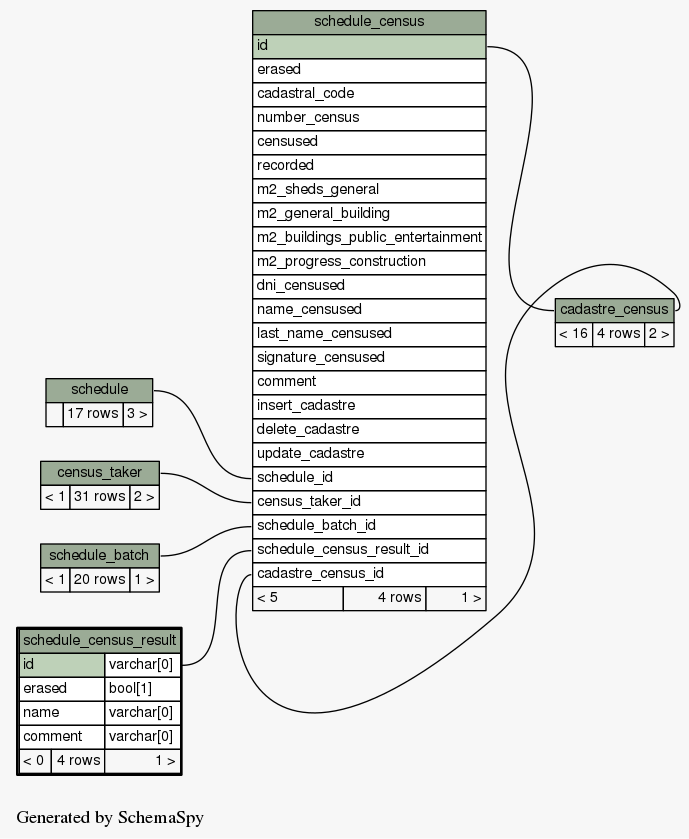 schedule_census
id
erased
cadastral_code
number_census
censused
recorded
m2_sheds_general
m2_general_building
m2_buildings_public_entertainment
m2_progress_construction
dni_censused
name_censused
last_name_censused
signature_censused
comment
insert_cadastre
delete_cadastre
update_cadastre
schedule_id
census_taker_id
schedule_batch_id
schedule_census_result_id
cadastre_census_id
< 5 4 rows 1 >
cadastre_census
< 16 4 rows 2 >
schedule
17 rows 3 >
census_taker
< 1 31 rows 2 >
schedule_batch
< 1 20 rows 1 >
schedule_census_result
id varchar[0]
erased bool[1]
name varchar[0]
comment varchar[0]
< 0 4 rows 1 >
Generated by SchemaSpy